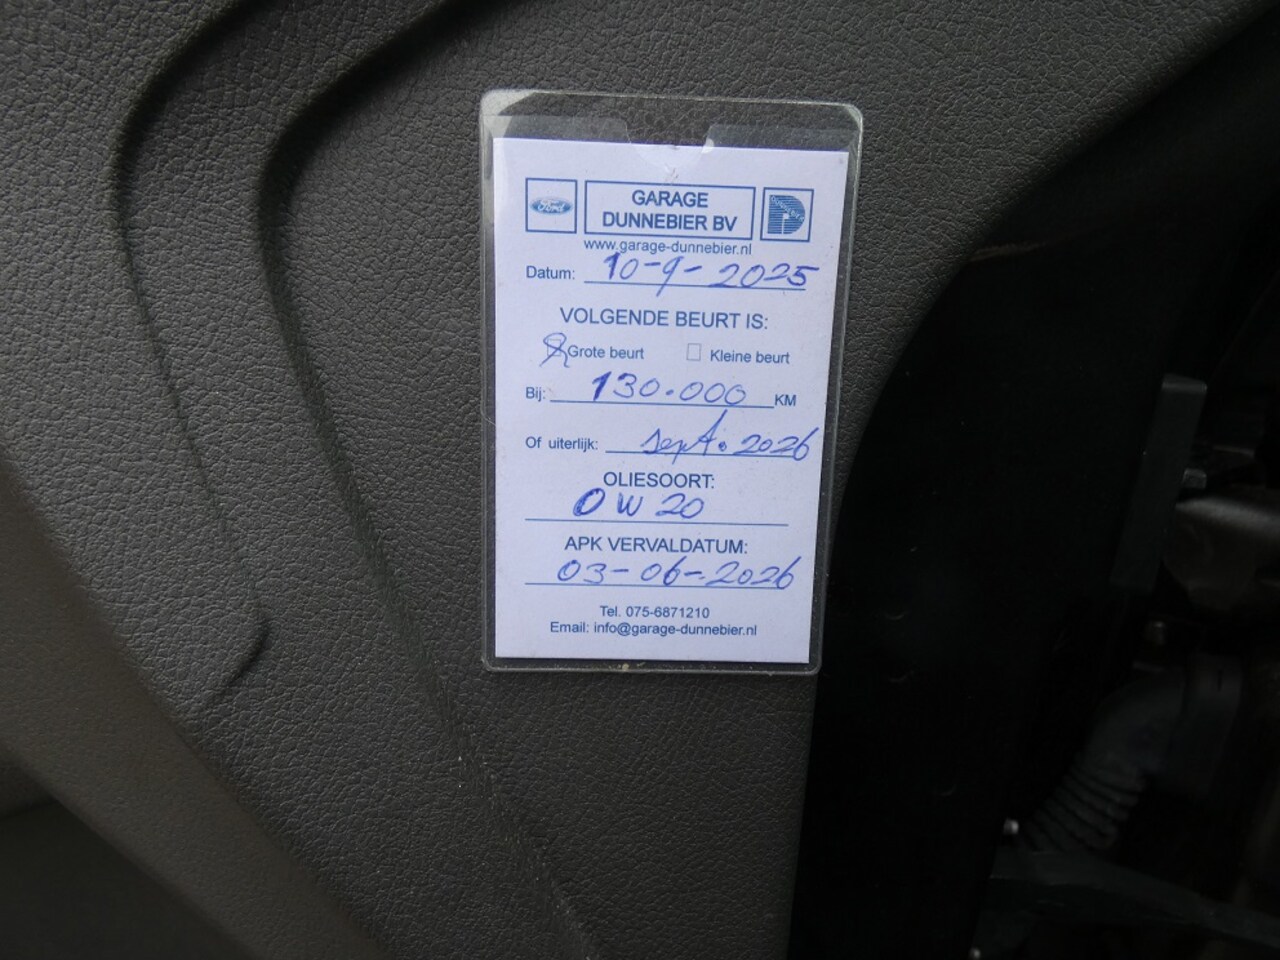 Ford
GARAGE
DUNNEBIER BV
DUNNEBIER
www.garage-dunnebier.nl
Datum: 10-9-2025
VOLGENDE BEURT IS:
Grote beurt Kleine beurt
Bij: 130.000 KM
Of uiterlijk: sept. 2026
OLIESOORT:
0W20
APK VERVALDATUM:
03-06-2026
Tel. 075-6871210
Email: info@garage-dunnebier.nl